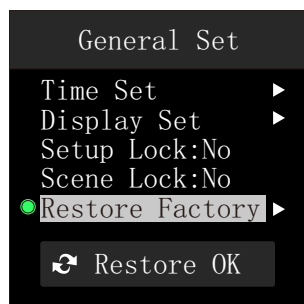 General Set
Time Set
Display Set
Setup Lock:No
Scene Lock:No
Restore Factory
Restore OK